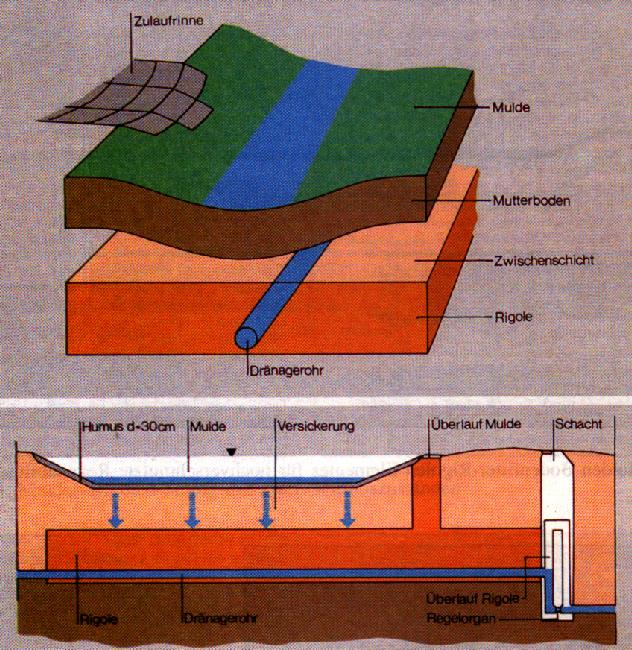 Zulaufrinne
Mulde
Mutterboden
Zwischenschicht
Rigole
Dränagerohr
Humus d=30cm
Mulde
Versickerung
Überlauf Mulde
Schacht
Rigole
Dränagerohr
Überlauf Rigole
Regelorgan